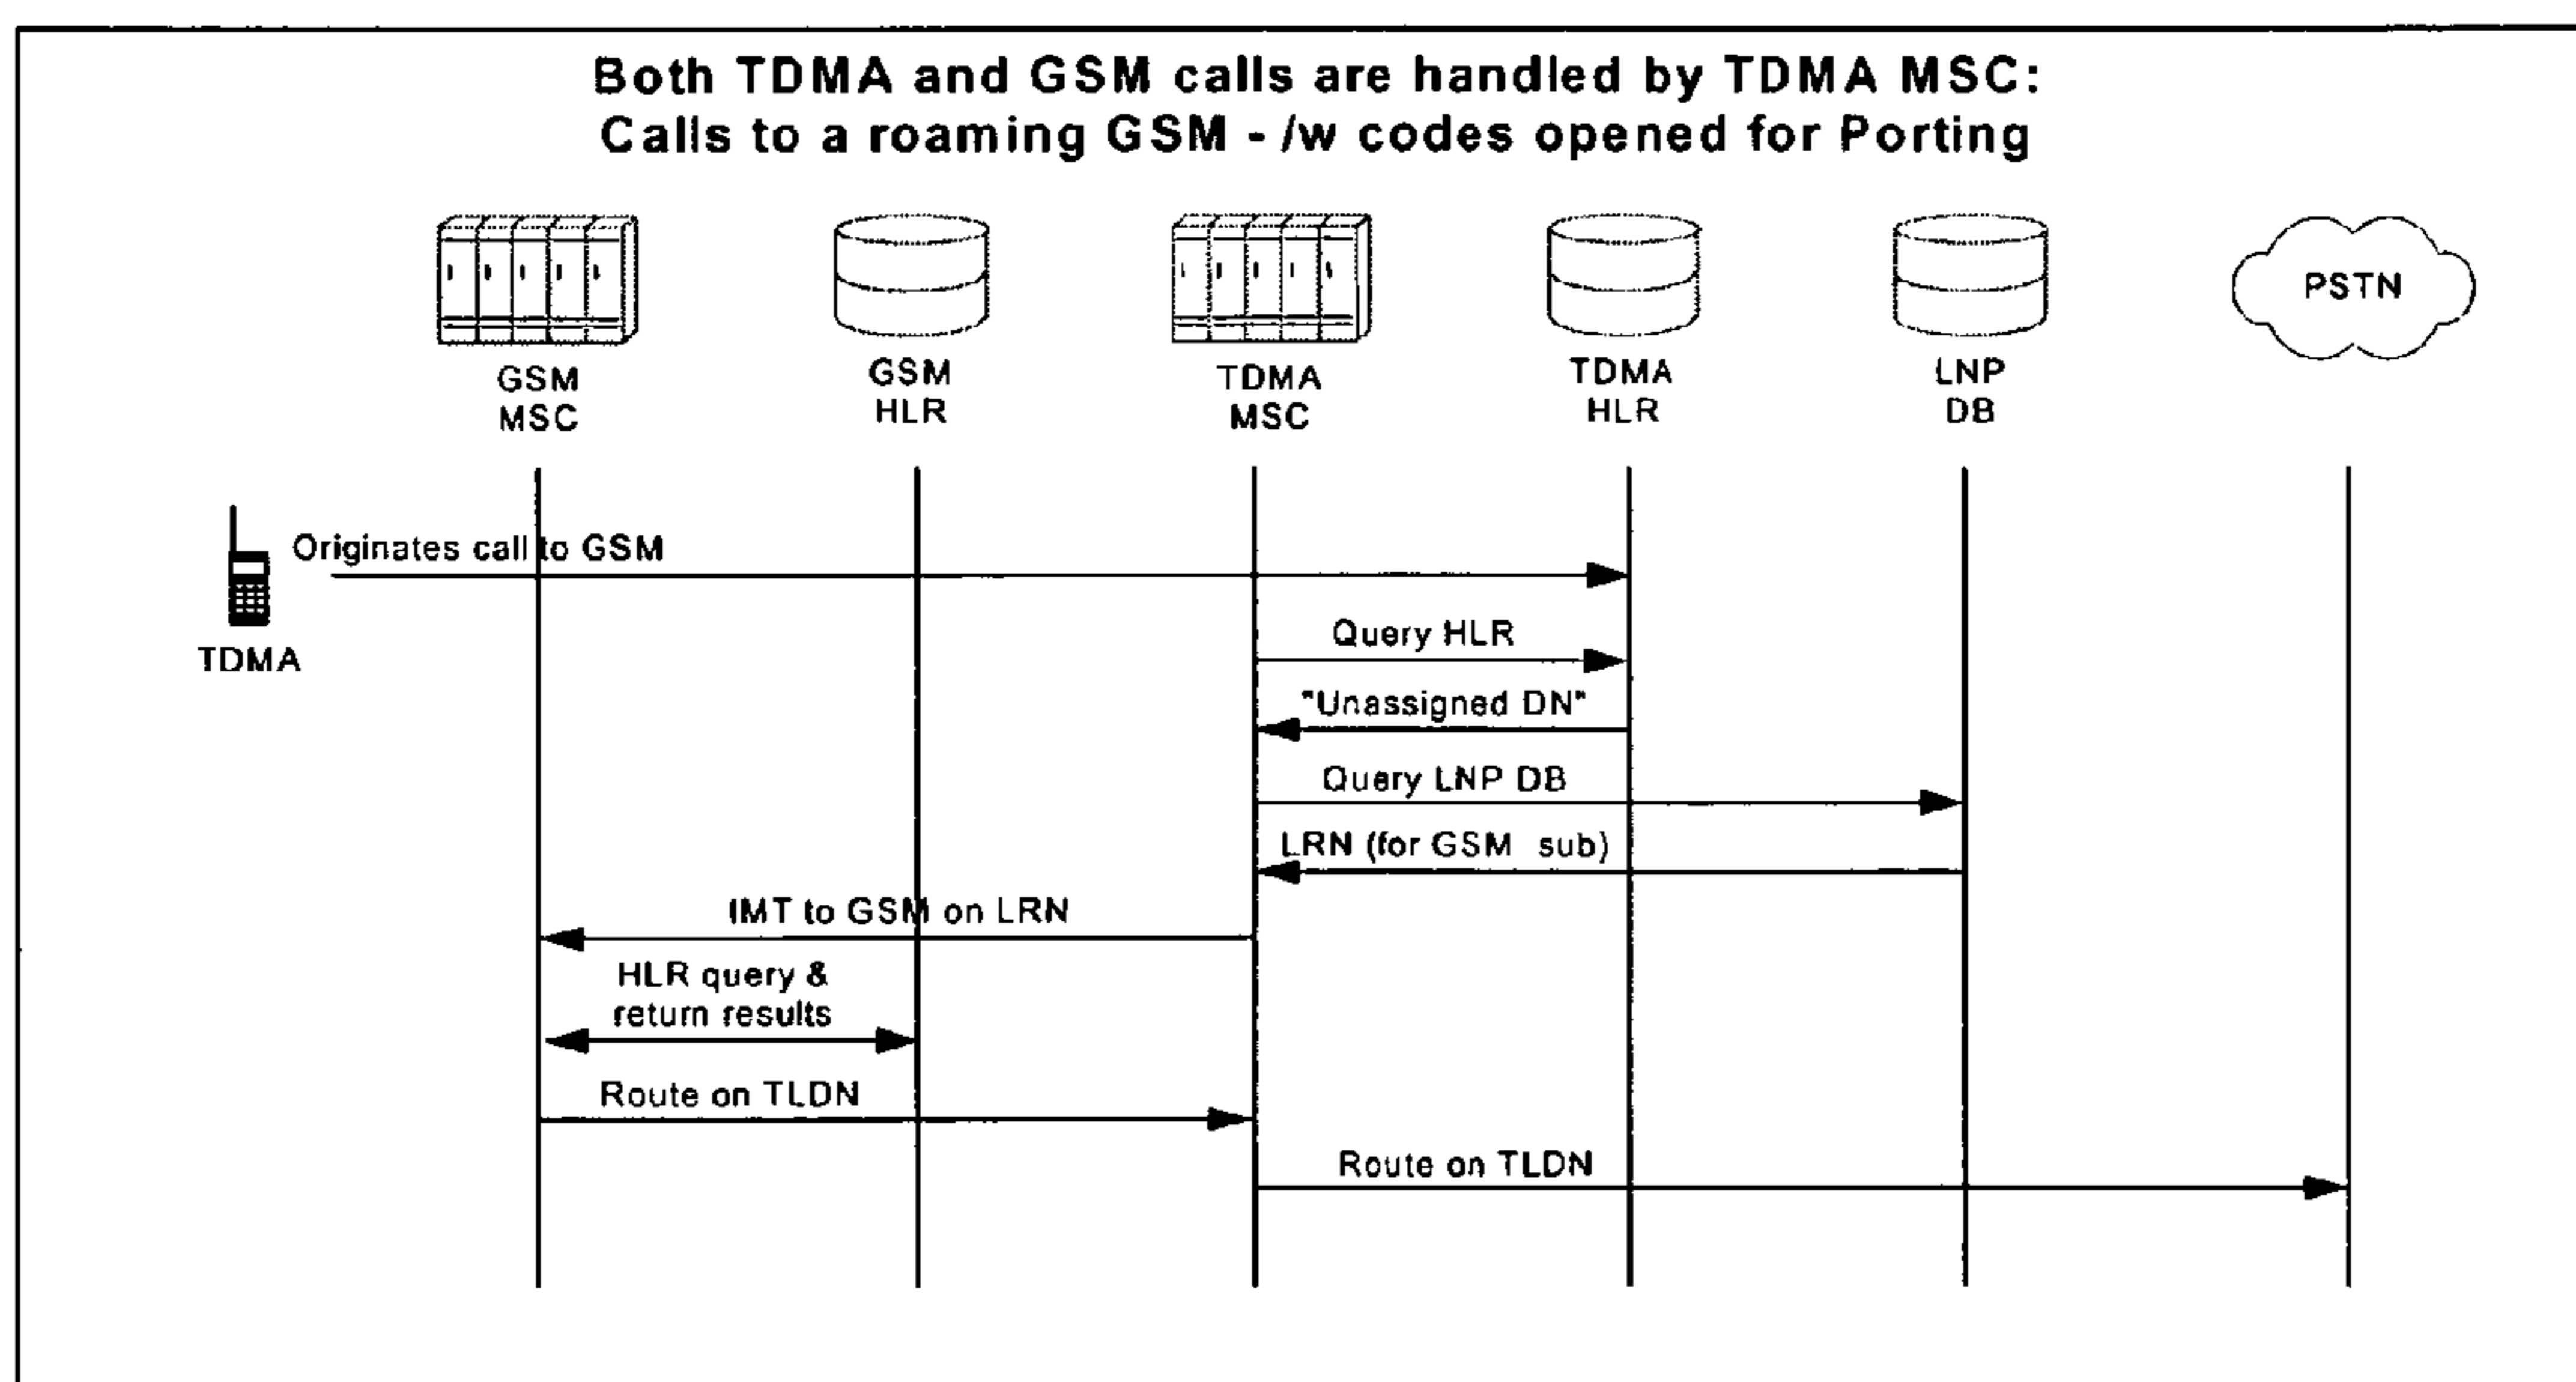 Both TDMA and GSM calls are handled by TDMA MSC:
Calls to a roaming GSM - /w codes opened for Porting
PSTN
GSM
MSC
GSM
HLR
TDMA
MSC
TDMA
HLR
LNP
DB
Originates call to GSM
TDMA
Query HLR
"Unassigned DN"
Query LNP DB
LRN (for GSM sub)
IMT to GSM on LRN
HLR query &
return results
Route on TLDN
Route on TLDN